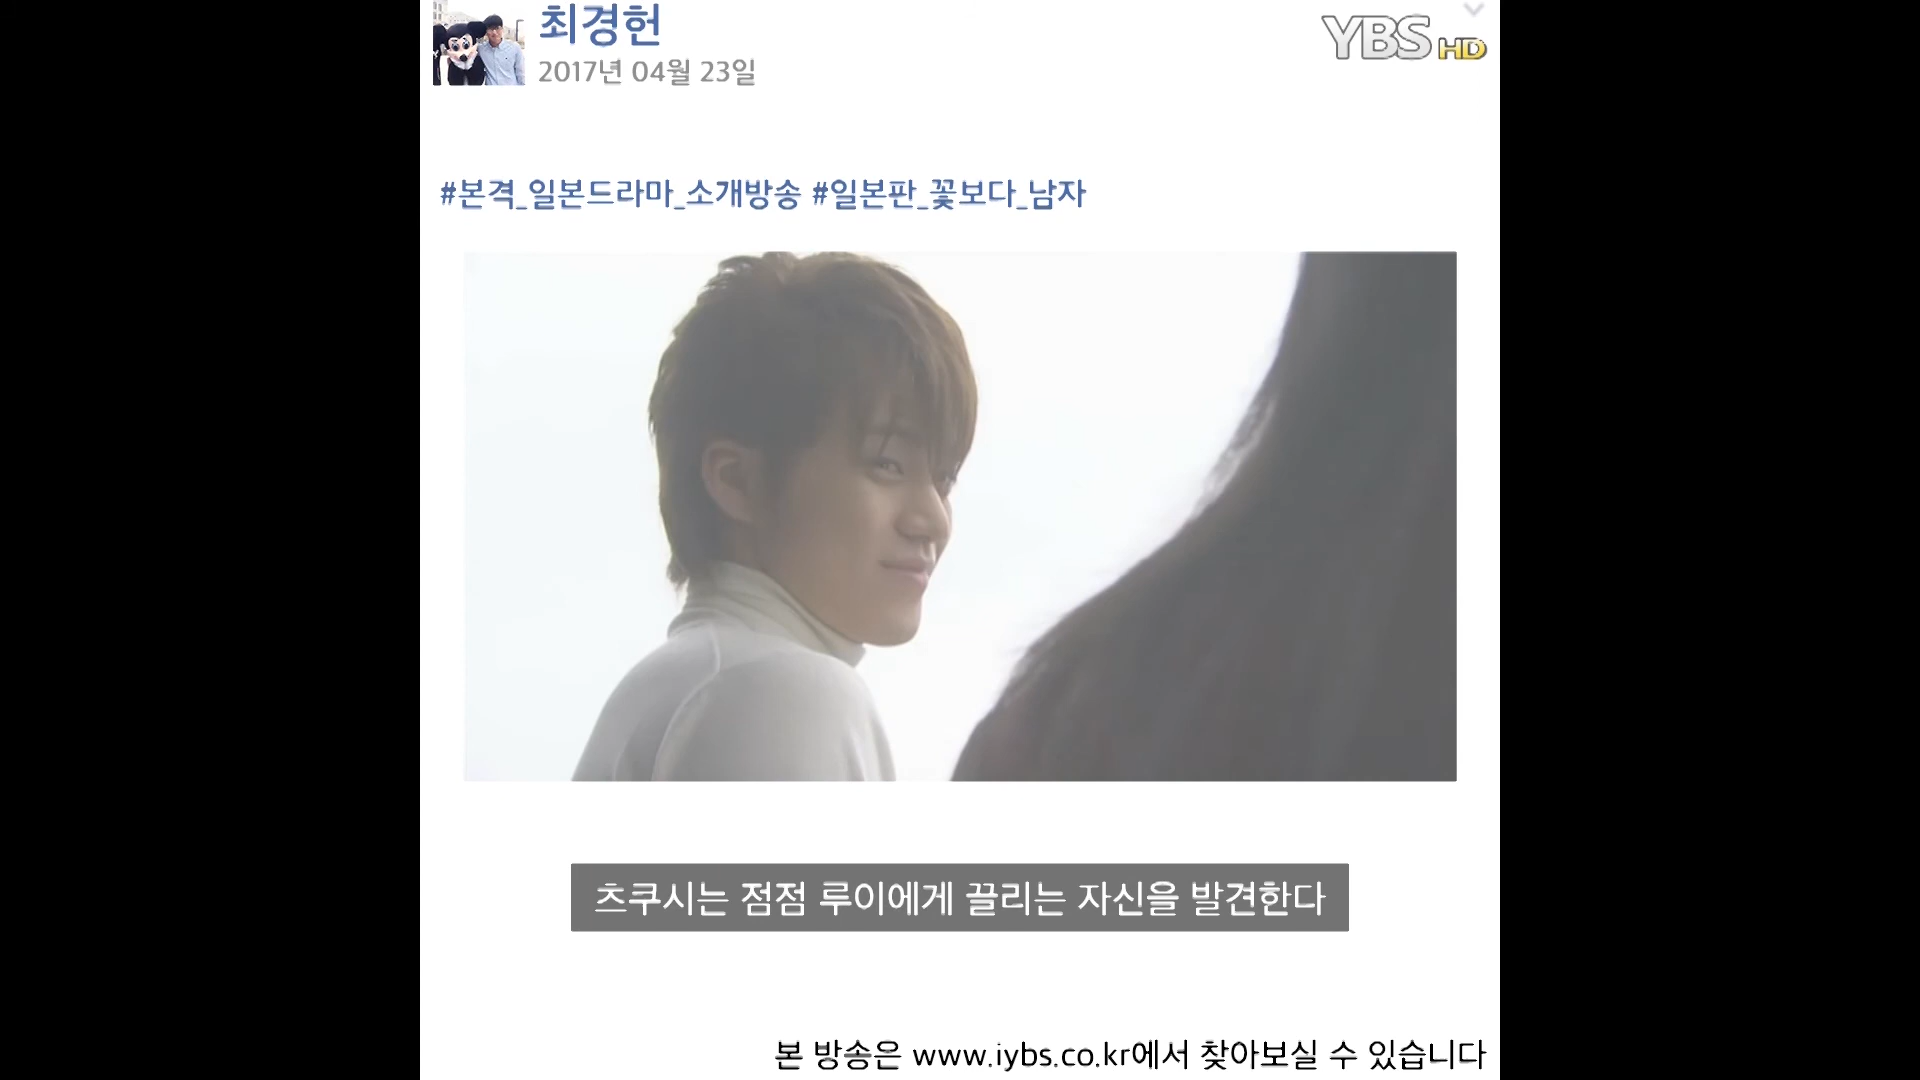 최경헌
YBS HD
2017년 04월 23일
#본격_일본드라마_소개방송 #일본판_꽃보다_남자
츠쿠시는 점점 루이에게 끌리는 자신을 발견한다
본 방송은 www.iybs.co.kr에서 찾아보실 수 있습니다